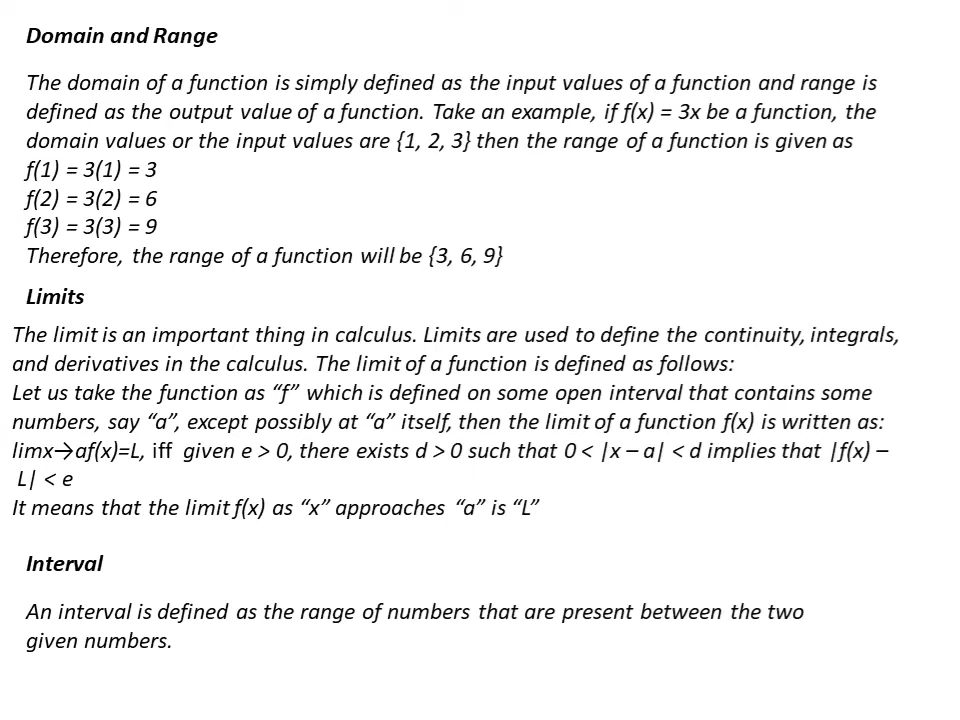 Domain and Range
The domain of a function is simply defined as the input values of a function and range is
defined as the output value of a function. Take an example, if f(x) = 3x be a function, the
domain values or the input values are {1, 2, 3} then the range of a function is given as
f(1) = 3(1) = 3
f(2) = 3(2) = 6
f(3) = 3(3) = 9
Therefore, the range of a function will be {3, 6, 9}
Limits
The limit is an important thing in calculus. Limits are used to define the continuity, integrals,
and derivatives in the calculus. The limit of a function is defined as follows:
Let us take the function as “f” which is defined on some open interval that contains some
numbers, say “a”, except possibly at “a” itself, then the limit of a function f(x) is written as:
limx→af(x)=L, iff given e > 0, there exists d > 0 such that 0 < |x – a| < d implies that |f(x) –
L| < e
It means that the limit f(x) as “x” approaches “a” is “L”
Interval
An interval is defined as the range of numbers that are present between the two
given numbers.